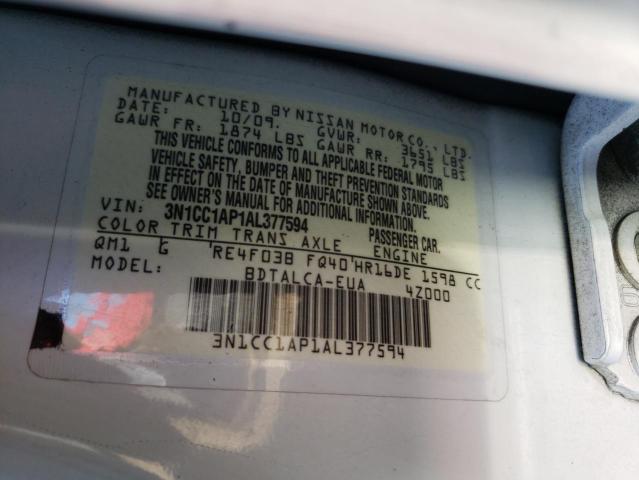 MANUFACTURED BY NISSAN MOTOR CO., LTD.
DATE: 10/09. GVWR: 3651 LBS
GAWR FR: 1874 LBS GAWR RR: 1795 LBS
THIS VEHICLE CONFORMS TO ALL APPLICABLE FEDERAL MOTOR
VEHICLE SAFETY, BUMPER AND THEFT PREVENTION STANDARDS
IN EFFECT ON THE DATE OF MANUFACTURE SHOWN ABOVE.
SEE OWNER'S MANUAL FOR ADDITIONAL INFORMATION.
VIN: 3N1CC1AP1AL377594 PASSENGER CAR.
COLOR TRIM TRANS AXLE ENGINE
QM1 G 'RE4F03B FQ40'HR16DE 1598 CC
MODEL: BDTALCA-EUA 4Z000
3N1CC1AP1AL377594